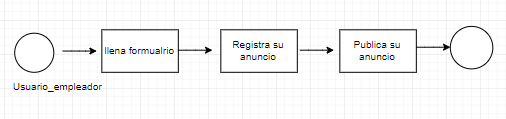 llena formualrio
Registra su
anuncio
Publica su
anuncio
Usuario_empleador